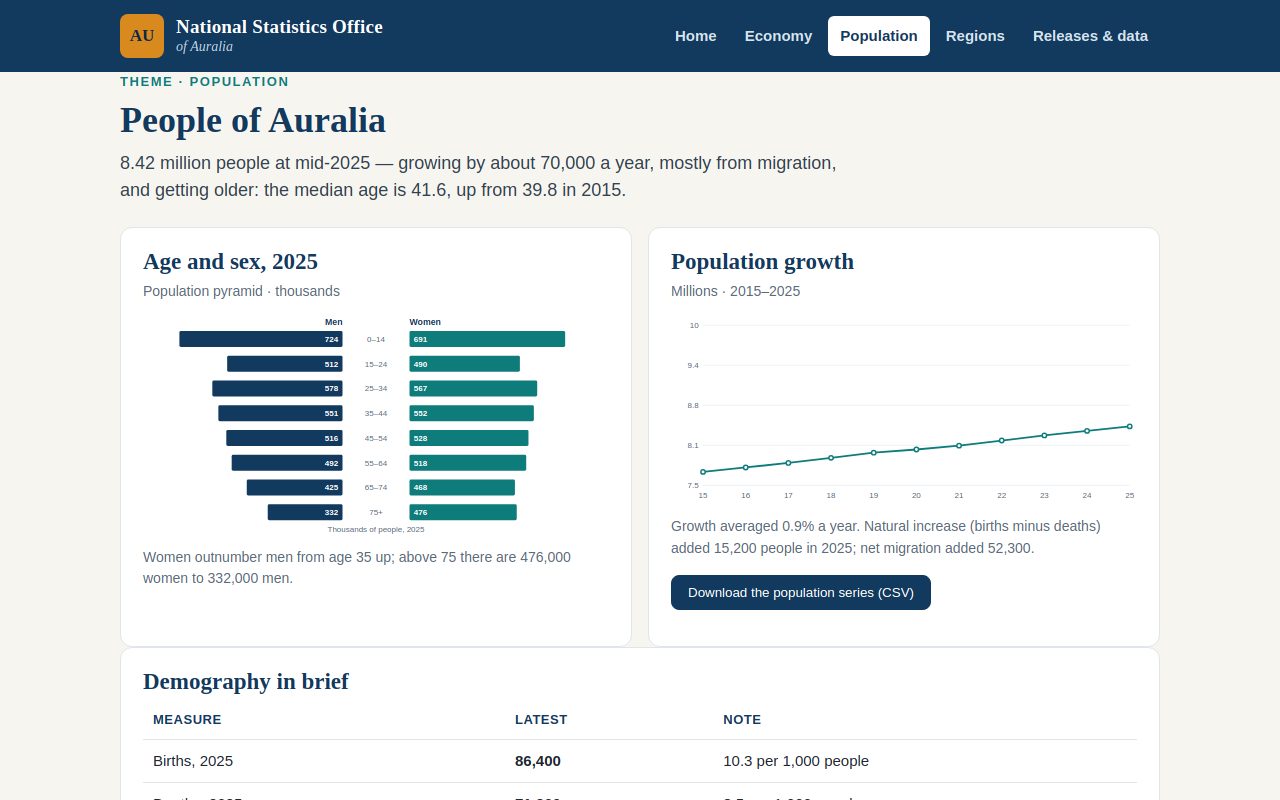 AU
National Statistics Office
of Auralia
Home
Economy
Population
Regions
Releases & data
THEME · POPULATION
People of Auralia
8.42 million people at mid-2025 — growing by about 70,000 a year, mostly from migration,
and getting older: the median age is 41.6, up from 39.8 in 2015.
Age and sex, 2025
Population pyramid · thousands
Men
Women
724 0–14 691
512 15–24 490
578 25–34 567
551 35–44 552
516 45–54 528
492 55–64 518
425 65–74 468
332 75+ 476
Thousands of people, 2025
Women outnumber men from age 35 up; above 75 there are 476,000
women to 332,000 men.
Population growth
Millions · 2015–2025
10
9.4
8.8
8.1
7.5
15 16 17 18 19 20 21 22 23 24 25
Growth averaged 0.9% a year. Natural increase (births minus deaths)
added 15,200 people in 2025; net migration added 52,300.
Download the population series (CSV)
Demography in brief
MEASURE LATEST NOTE
Births, 2025 86,400 10.3 per 1,000 people